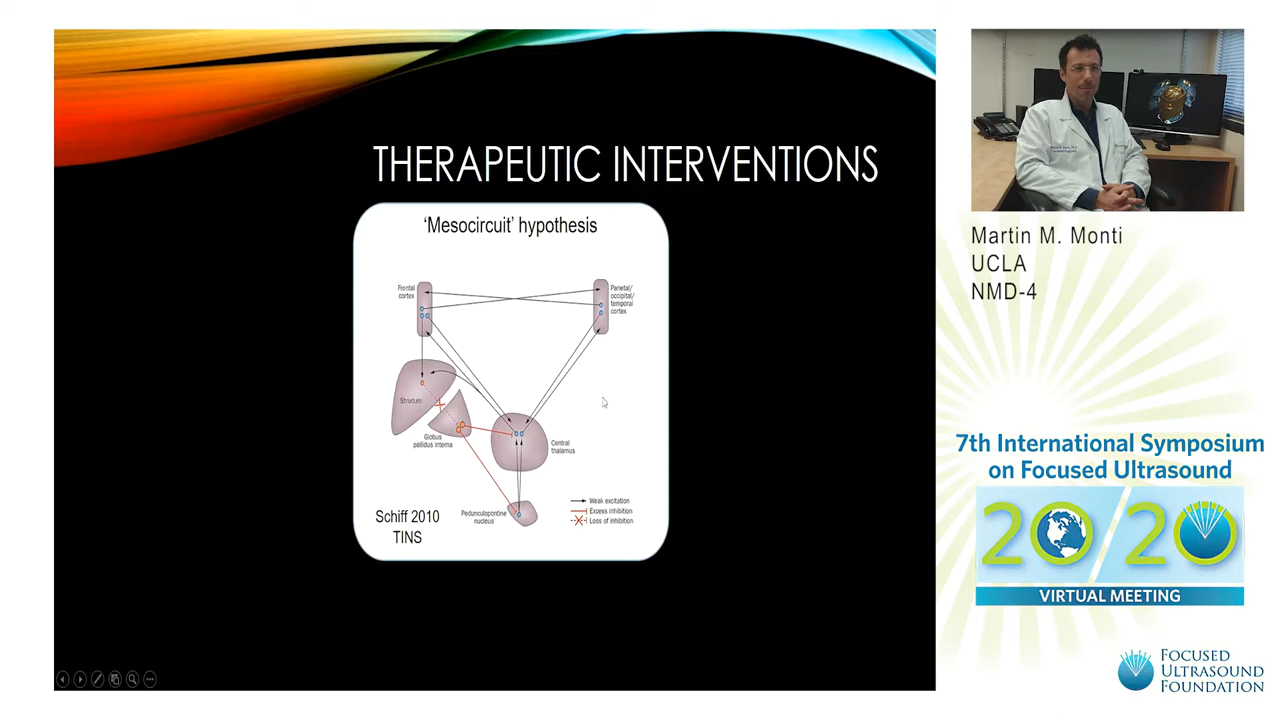 THERAPEUTIC INTERVENTIONS
'Mesocircuit' hypothesis
Frontal
cortex
Parietal/
occipital/
temporal
cortex
Striatum
Globus
pallidus interna
Central
thalamus
Pedunculopontine
nucleus
Weak excitation
Excess inhibition
Loss of inhibition
Schiff 2010
TINS
Martin M. Monti
UCLA
NMD-4
7th International Symposium
on Focused Ultrasound
20/20
VIRTUAL MEETING
FOCUSED
ULTRASOUND
FOUNDATION